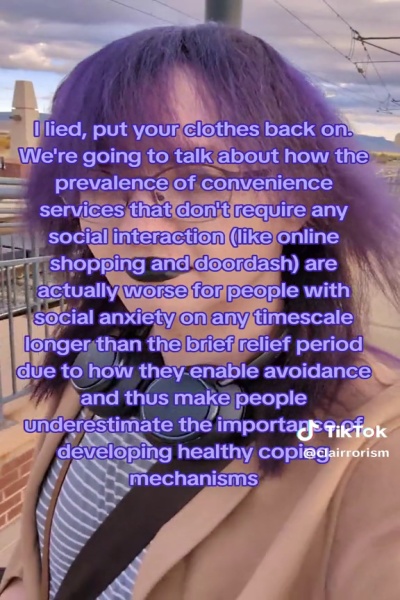 I lied, put your clothes back on.
We're going to talk about how the
prevalence of convenience
services that don't require any
social interaction (like online
shopping and doordash) are
actually worse for people with
social anxiety on any timescale
longer than the brief relief period
due to how they enable avoidance
and thus make people
underestimate the importance of
developing healthy coping
mechanisms
TikTok
@clairrorism